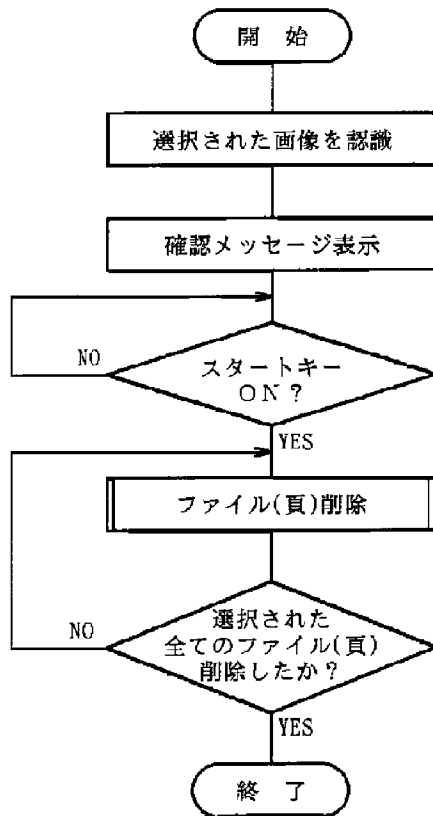 開 始
選択された画像を認識
確認メッセージ表示
NO
スタートキー
ON？
YES
ファイル(頁)削除
NO
選択された
全てのファイル(頁)
削除したか？
YES
終 了